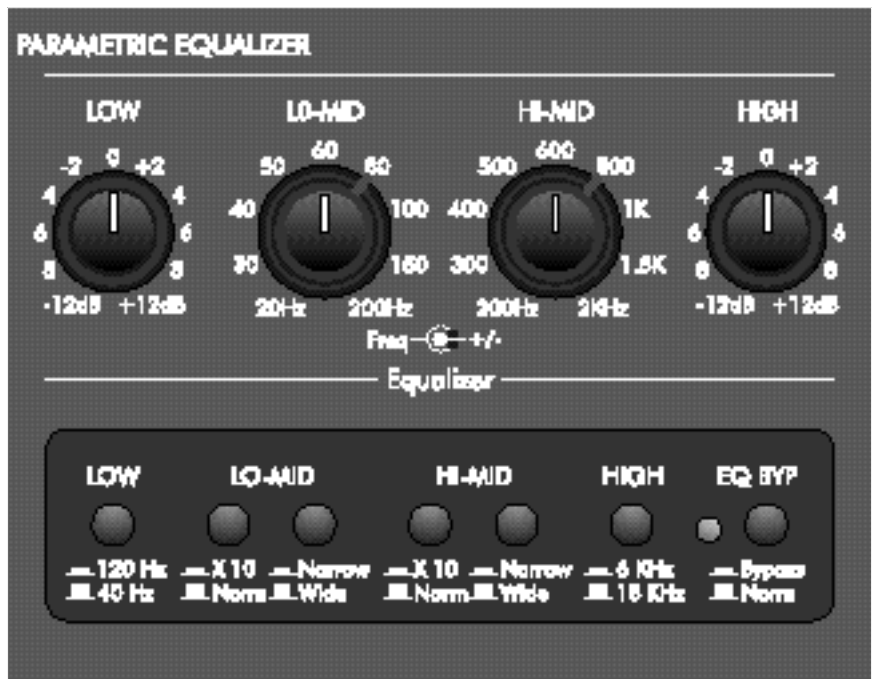 PARAMETRIC EQUALIZER
LOW LO-MID HI-MID HIGH
-2 0 +2 50 60 80 500 600 800 -2 0 +2
4 4 40 100 400 1K 4 4
6 6 6 6
8 8 30 150 300 1.5K 8 8
-12dB +12dB 20Hz 200Hz 200Hz 2KHz -12dB +12dB
Freq +/-
Equalizer
LOW LO-MID HI-MID HIGH EQ BYP
120 Hz X 10 Narrow X 10 Narrow 6 KHz Bypass
40 Hz Norm Wide Norm Wide 18 KHz Norm